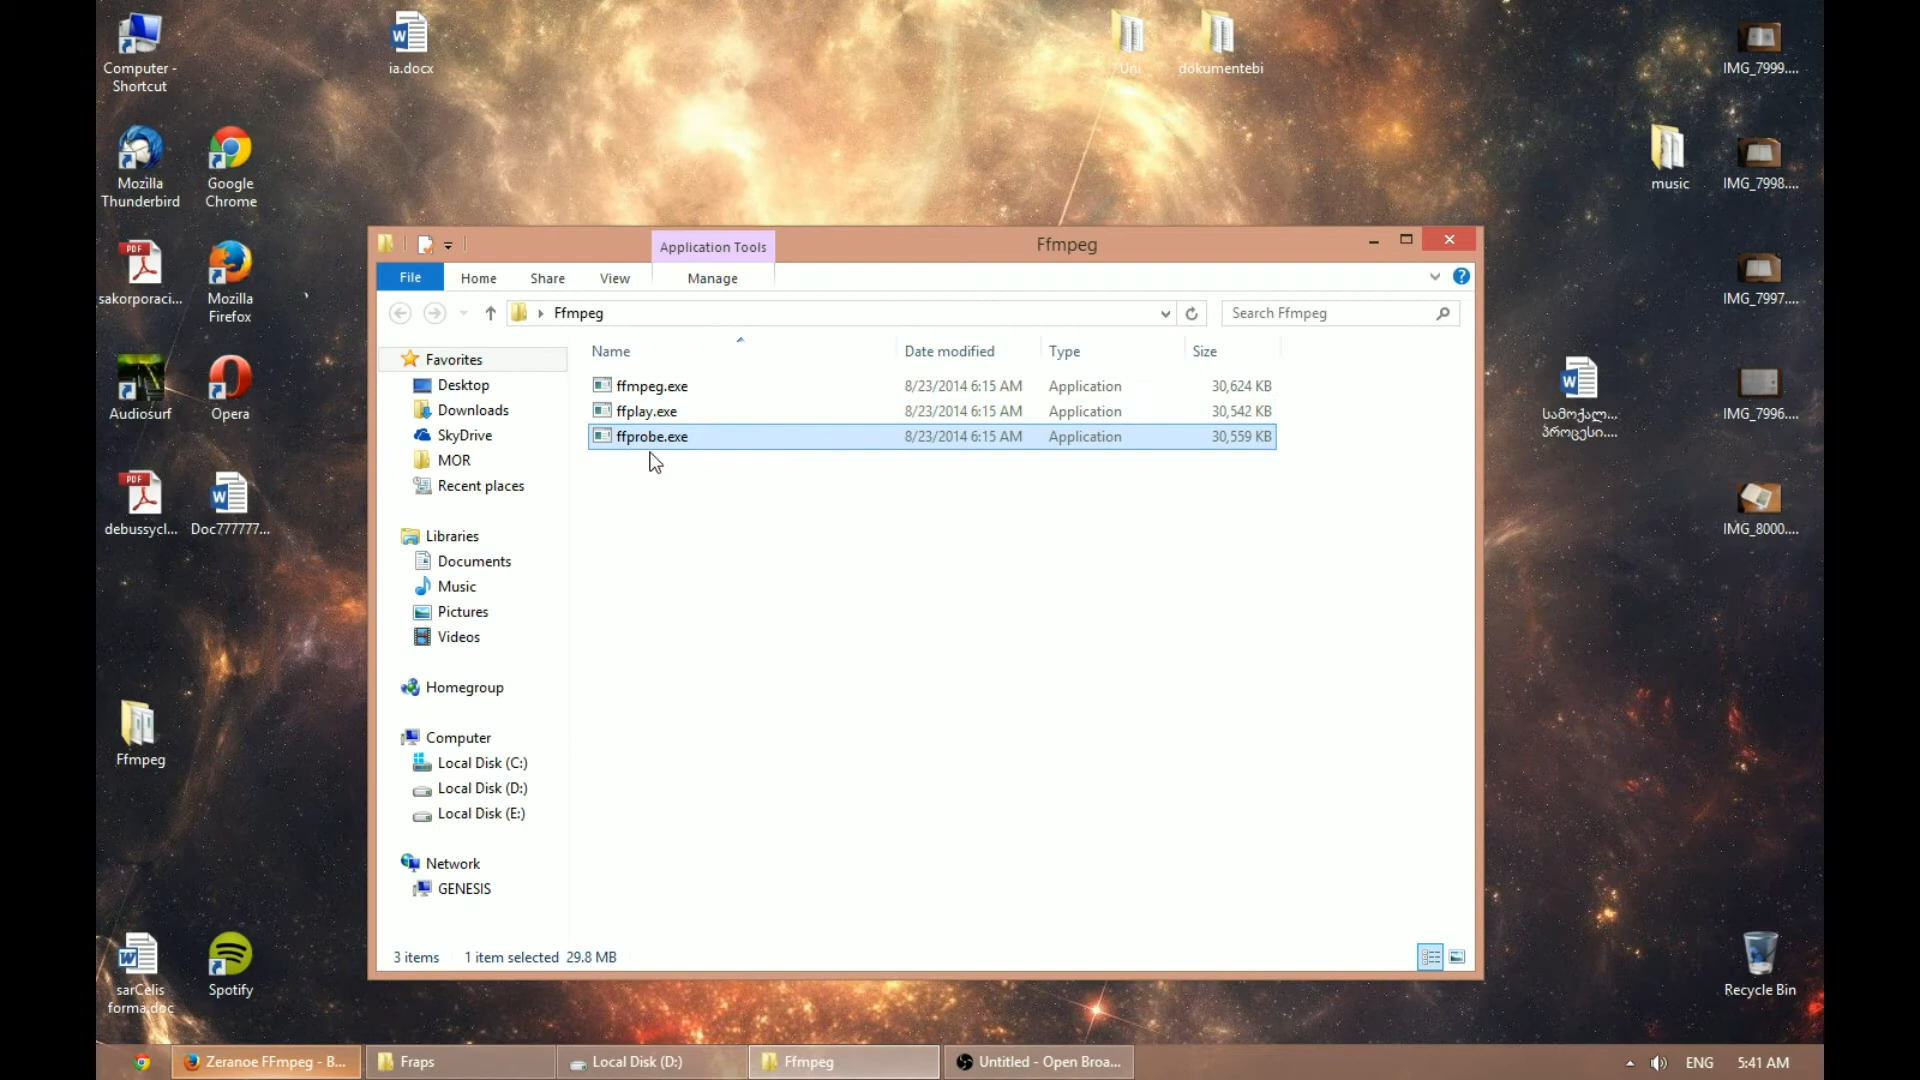 Computer -
Shortcut
ia.docx
Uni
dokumentebi
IMG_7999....
Mozilla
Thunderbird
Google
Chrome
music
IMG_7998....
PDF
sakorporaci...
Mozilla
Firefox
IMG_7997....
Audiosurf
Opera
სამოქალ...
პროცესი....
IMG_7996....
PDF
debussycl...
Doc777777...
IMG_8000....
Ffmpeg
sarCelis
forma.doc
Spotify
Recycle Bin
Application Tools
Ffmpeg
File
Home
Share
View
Manage
Ffmpeg
Search Ffmpeg
Name
Date modified
Type
Size
ffmpeg.exe 8/23/2014 6:15 AM Application 30,624 KB
ffplay.exe 8/23/2014 6:15 AM Application 30,542 KB
ffprobe.exe 8/23/2014 6:15 AM Application 30,559 KB
Favorites
Desktop
Downloads
SkyDrive
MOR
Recent places
Libraries
Documents
Music
Pictures
Videos
Homegroup
Computer
Local Disk (C:)
Local Disk (D:)
Local Disk (E:)
Network
GENESIS
3 items 1 item selected 29.8 MB
Zeranoe FFmpeg - B...
Fraps
Local Disk (D:)
Ffmpeg
Untitled - Open Broa...
ENG
5:41 AM